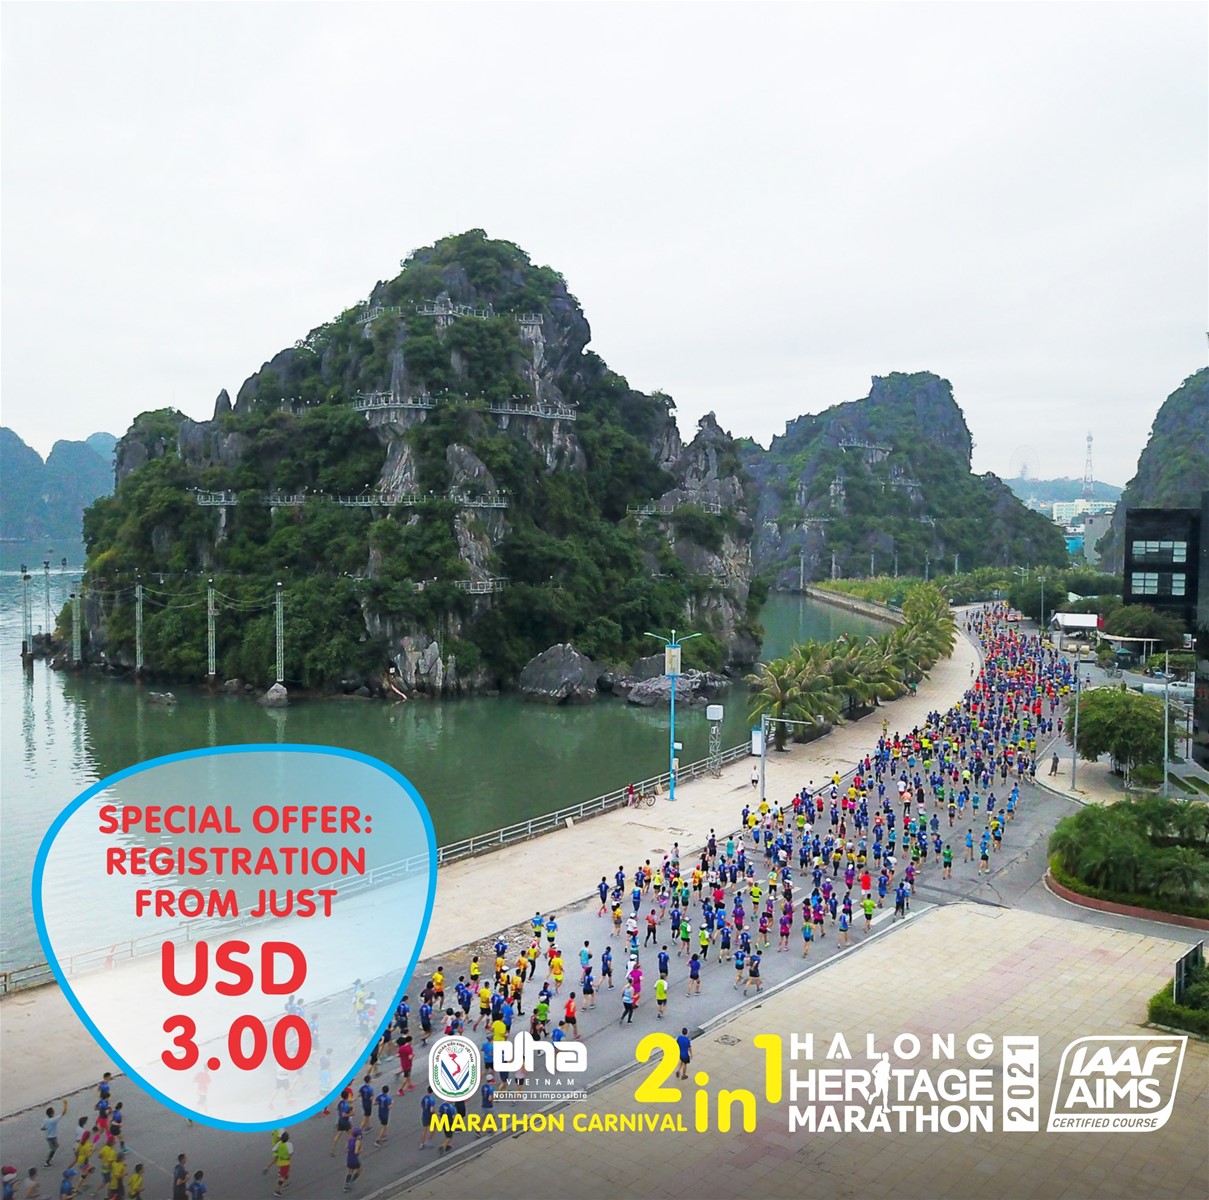 SPECIAL OFFER:
REGISTRATION
FROM JUST
USD
3.00
VIETNAM
Nothing is impossible
MARATHON CARNIVAL
2in1
HALONG
HERITAGE
MARATHON
2021
IAAF
AIMS
CERTIFIED COURSE